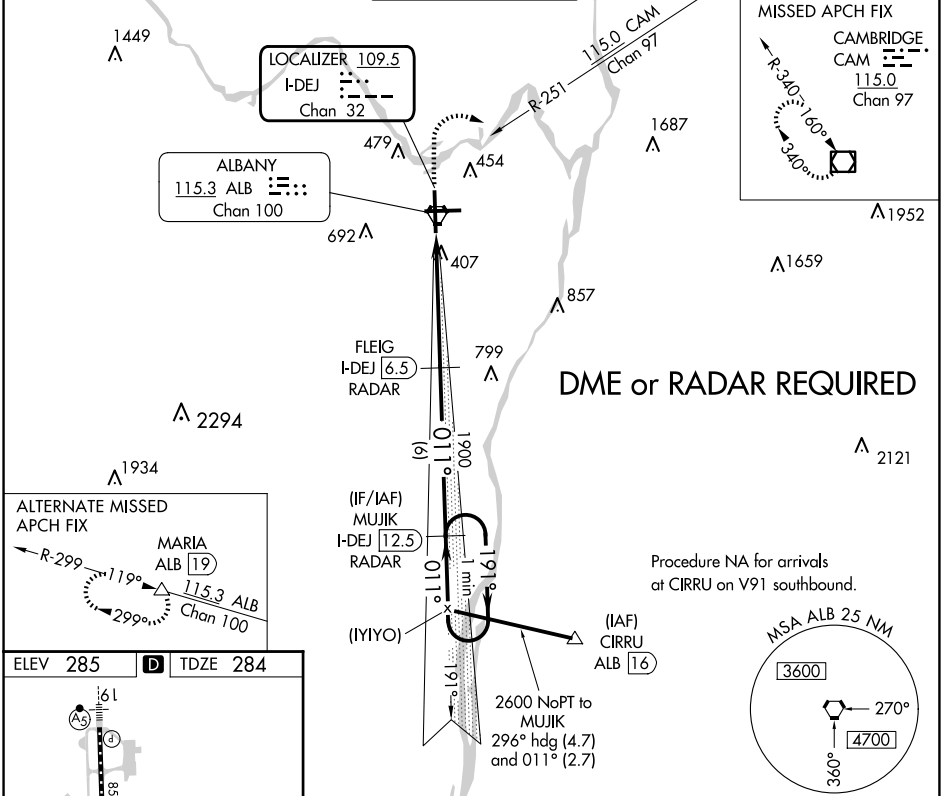 1449
LOCALIZER 109.5
I-DEJ
Chan 32
R-251
115.0 CAM
Chan 97
MISSED APCH FIX
CAMBRIDGE
CAM
115.0
Chan 97
R-340
160°
340°
479
454
1687
ALBANY
115.3 ALB
Chan 100
692
407
1952
1659
857
FLEIG
I-DEJ 6.5
RADAR
799
DME or RADAR REQUIRED
2294
1934
2121
011°
(6)
1900
ALTERNATE MISSED
APCH FIX
R-299
119°
299°
MARIA
ALB 19
115.3 ALB
Chan 100
(IF/IAF)
MUJIK
I-DEJ 12.5
RADAR
011°
1 min
191°
(IYIYO)
191°
(IAF)
CIRRU
ALB 16
2600 NoPT to
MUJIK
296° hdg (4.7)
and 011° (2.7)
Procedure NA for arrivals
at CIRRU on V91 southbound.
MSA ALB 25 NM
3600
270°
4700
360°
ELEV 285
D
TDZE 284
19
A5
P
85